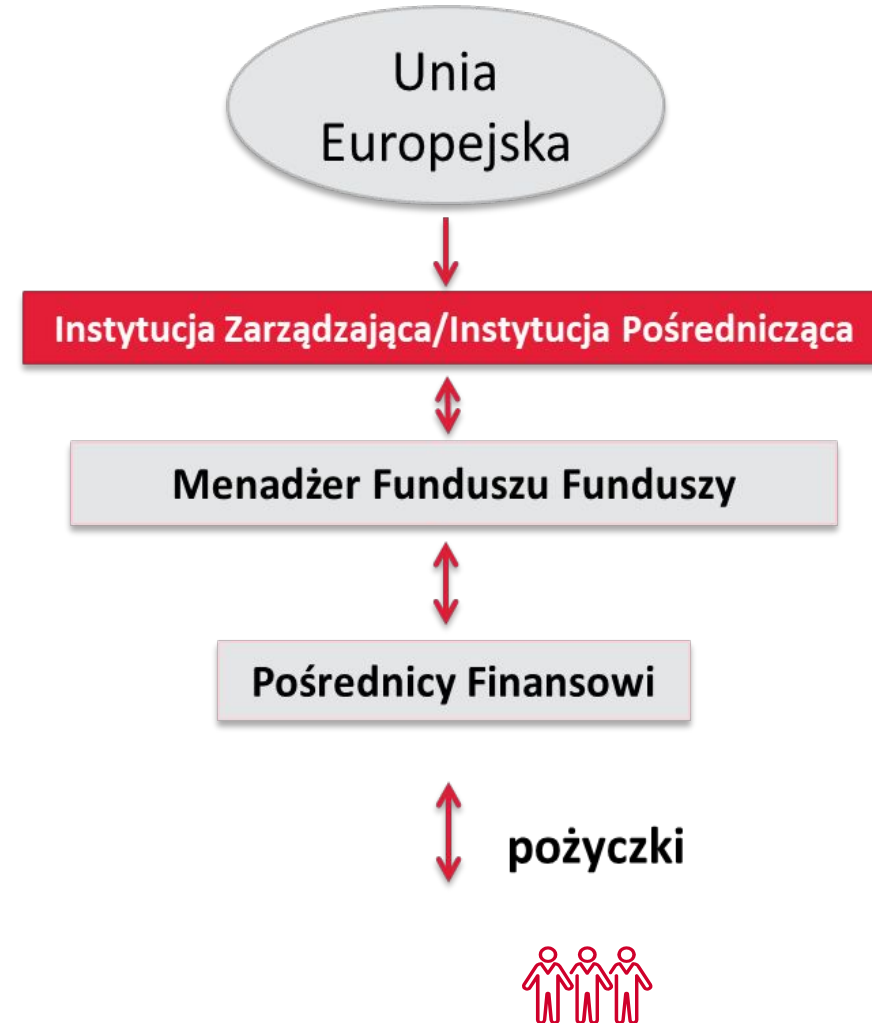 Unia
Europejska
Instytucja Zarządzająca/Instytucja Pośrednicząca
Menadżer Funduszu Funduszy
Pośrednicy Finansowi
pożyczki